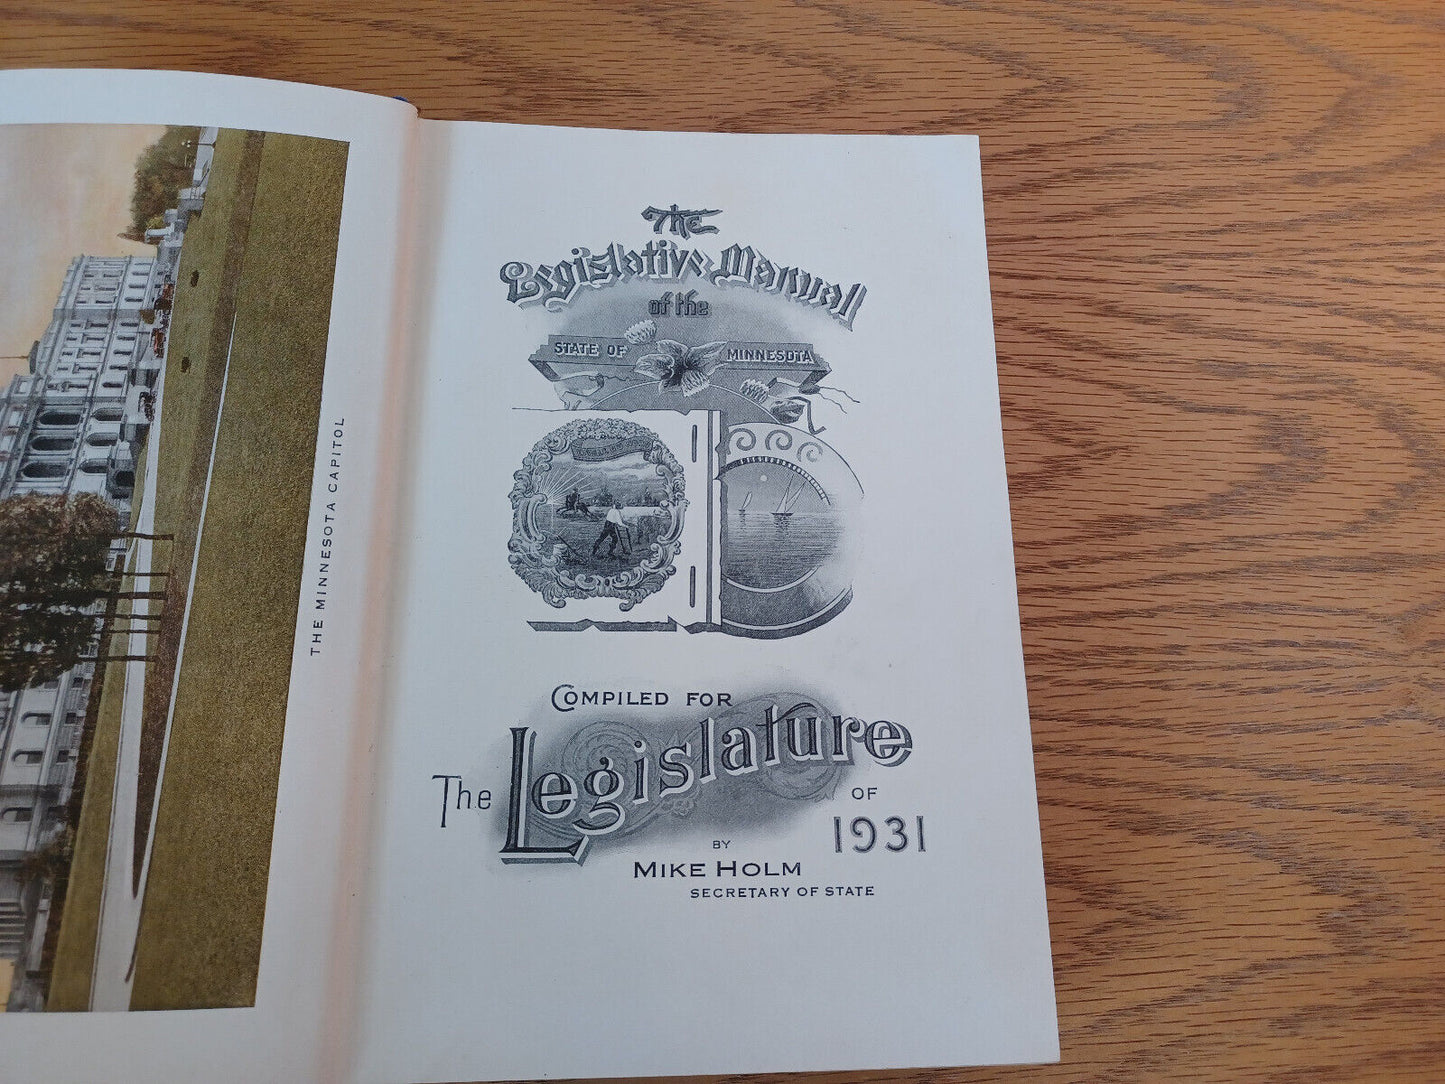 THE MINNESOTA CAPITOL
The
Legislative Manual
of the
STATE OF MINNESOTA
COMPILED FOR
The Legislature
OF
1931
BY
MIKE HOLM
SECRETARY OF STATE